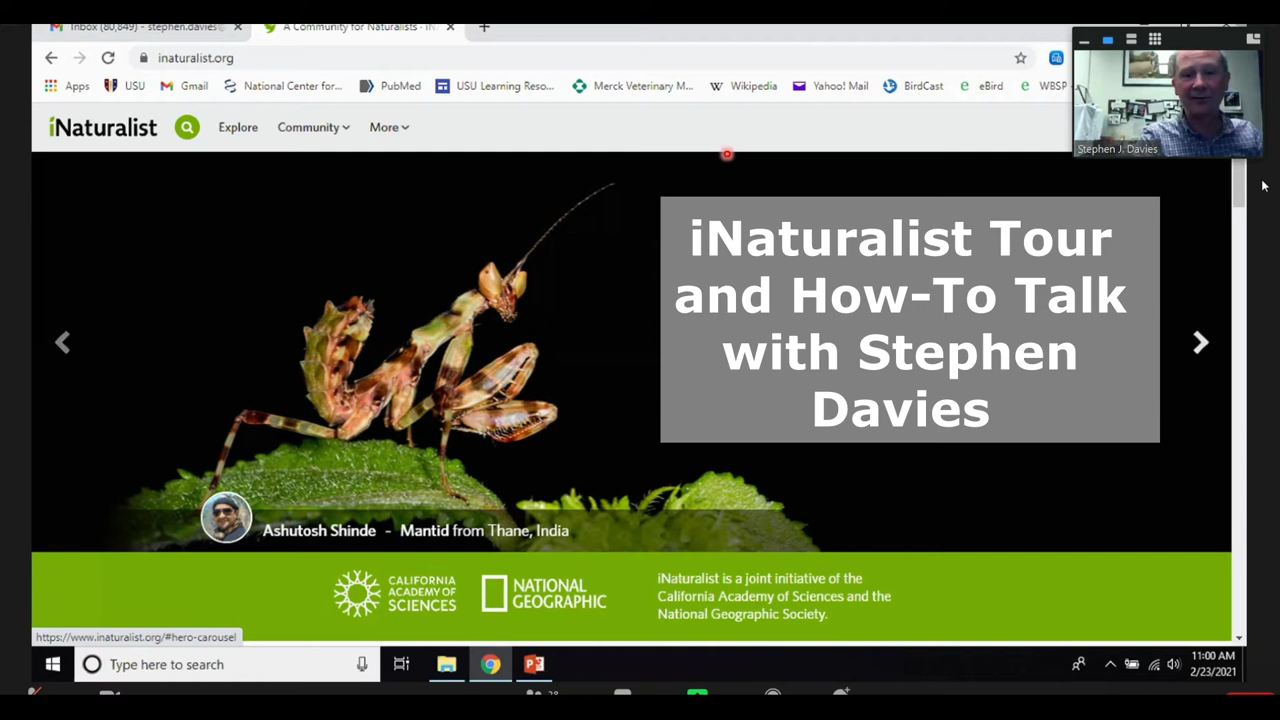 Inbox (80,849) - stephen.davies@
A Community for Naturalists · iN
inaturalist.org
Apps
USU
Gmail
National Center for...
PubMed
USU Learning Reso...
Merck Veterinary M...
Wikipedia
Yahoo! Mail
BirdCast
eBird
WBSP
Stephen J. Davies
iNaturalist
Explore
Community
More
iNaturalist Tour
and How-To Talk
with Stephen
Davies
Ashutosh Shinde - Mantid from Thane, India
CALIFORNIA
ACADEMY OF
SCIENCES
NATIONAL
GEOGRAPHIC
iNaturalist is a joint initiative of the
California Academy of Sciences and the
National Geographic Society.
https://www.inaturalist.org/#hero-carousel
Type here to search
11:00 AM
2/23/2021